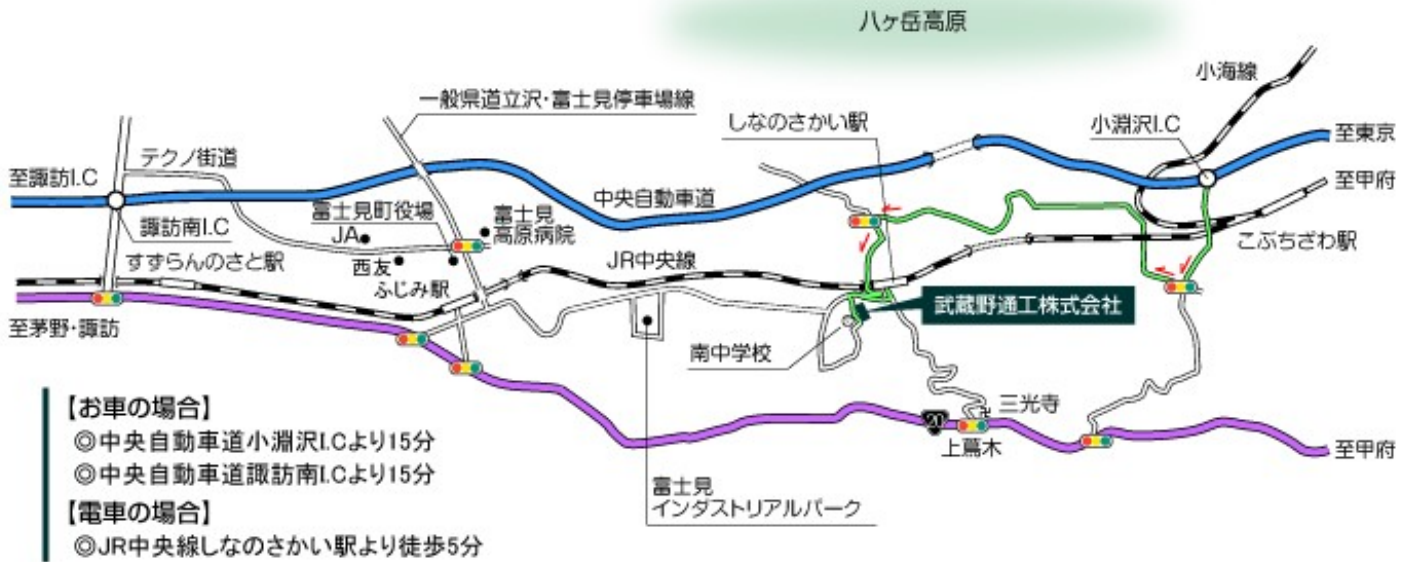 八ヶ岳高原
小海線
一般県道立沢・富士見停車場線
しなのさかい駅
小淵沢I.C
至東京
テクノ街道
至諏訪I.C
至甲府
中央自動車道
富士見町役場
富士見
高原病院
JA
諏訪南I.C
こぶちざわ駅
すずらんのさと駅
西友
JR中央線
ふじみ駅
武蔵野通工株式会社
至茅野・諏訪
南中学校
三光寺
20
上蔦木
至甲府
富士見
インダストリアルパーク
【お車の場合】
◎中央自動車道小淵沢I.Cより15分
◎中央自動車道諏訪南I.Cより15分
【電車の場合】
◎JR中央線しなのさかい駅より徒歩5分